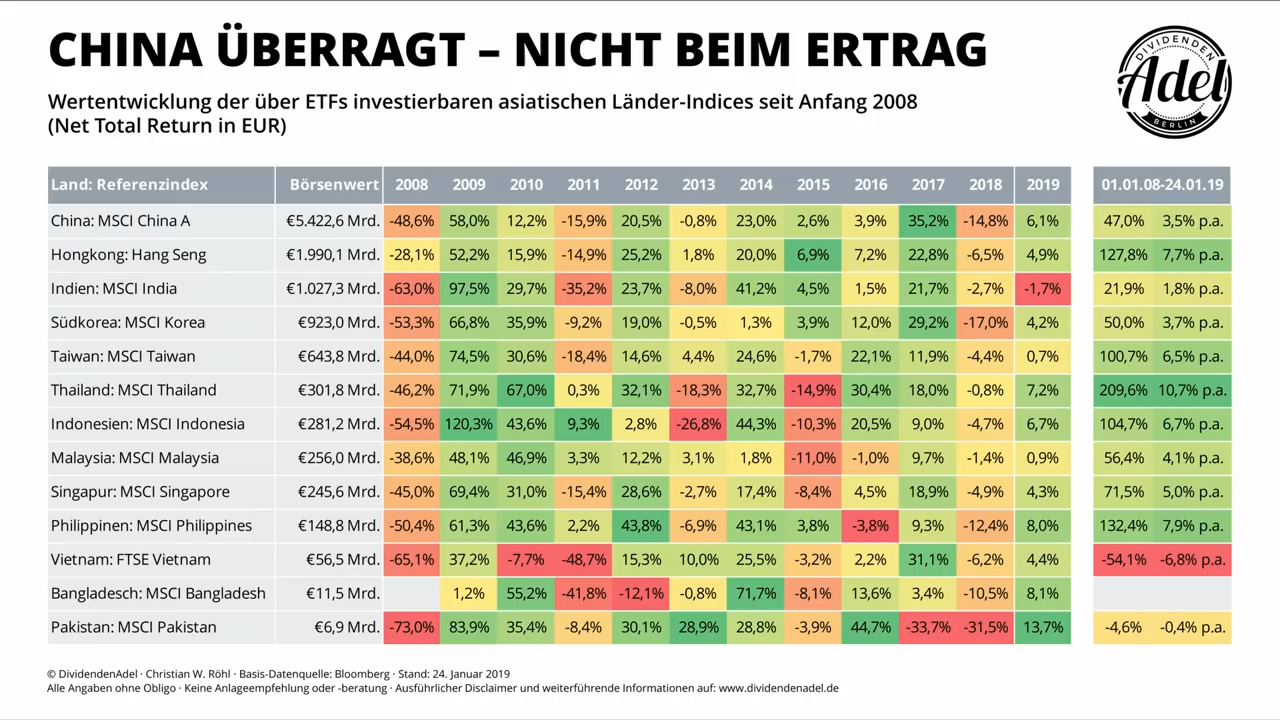 CHINA ÜBERRAGT – NICHT BEIM ERTRAG
DIVIDENDEN
Adel
BERLIN
Wertentwicklung der über ETFs investierbaren asiatischen Länder-Indices seit Anfang 2008
(Net Total Return in EUR)
Land: Referenzindex Börsenwert 2008 2009 2010 2011 2012 2013 2014 2015 2016 2017 2018 2019 01.01.08-24.01.19
China: MSCI China A €5.422,6 Mrd. -48,6% 58,0% 12,2% -15,9% 20,5% -0,8% 23,0% 2,6% 3,9% 35,2% -14,8% 6,1% 47,0% 3,5% p.a.
Hongkong: Hang Seng €1.990,1 Mrd. -28,1% 52,2% 15,9% -14,9% 25,2% 1,8% 20,0% 6,9% 7,2% 22,8% -6,5% 4,9% 127,8% 7,7% p.a.
Indien: MSCI India €1.027,3 Mrd. -63,0% 97,5% 29,7% -35,2% 23,7% -8,0% 41,2% 4,5% 1,5% 21,7% -2,7% -1,7% 21,9% 1,8% p.a.
Südkorea: MSCI Korea €923,0 Mrd. -53,3% 66,8% 35,9% -9,2% 19,0% -0,5% 1,3% 3,9% 12,0% 29,2% -17,0% 4,2% 50,0% 3,7% p.a.
Taiwan: MSCI Taiwan €643,8 Mrd. -44,0% 74,5% 30,6% -18,4% 14,6% 4,4% 24,6% -1,7% 22,1% 11,9% -4,4% 0,7% 100,7% 6,5% p.a.
Thailand: MSCI Thailand €301,8 Mrd. -46,2% 71,9% 67,0% 0,3% 32,1% -18,3% 32,7% -14,9% 30,4% 18,0% -0,8% 7,2% 209,6% 10,7% p.a.
Indonesien: MSCI Indonesia €281,2 Mrd. -54,5% 120,3% 43,6% 9,3% 2,8% -26,8% 44,3% -10,3% 20,5% 9,0% -4,7% 6,7% 104,7% 6,7% p.a.
Malaysia: MSCI Malaysia €256,0 Mrd. -38,6% 48,1% 46,9% 3,3% 12,2% 3,1% 1,8% -11,0% -1,0% 9,7% -1,4% 0,9% 56,4% 4,1% p.a.
Singapur: MSCI Singapore €245,6 Mrd. -45,0% 69,4% 31,0% -15,4% 28,6% -2,7% 17,4% -8,4% 4,5% 18,9% -4,9% 4,3% 71,5% 5,0% p.a.
Philippinen: MSCI Philippines €148,8 Mrd. -50,4% 61,3% 43,6% 2,2% 43,8% -6,9% 43,1% 3,8% -3,8% 9,3% -12,4% 8,0% 132,4% 7,9% p.a.
Vietnam: FTSE Vietnam €56,5 Mrd. -65,1% 37,2% -7,7% -48,7% 15,3% 10,0% 25,5% -3,2% 2,2% 31,1% -6,2% 4,4% -54,1% -6,8% p.a.
Bangladesch: MSCI Bangladesh €11,5 Mrd. 1,2% 55,2% -41,8% -12,1% -0,8% 71,7% -8,1% 13,6% 3,4% -10,5% 8,1%
Pakistan: MSCI Pakistan €6,9 Mrd. -73,0% 83,9% 35,4% -8,4% 30,1% 28,9% 28,8% -3,9% 44,7% -33,7% -31,5% 13,7% -4,6% -0,4% p.a.
© DividendenAdel · Christian W. Röhl · Basis-Datenquelle: Bloomberg · Stand: 24. Januar 2019
Alle Angaben ohne Obligo · Keine Anlageempfehlung oder -beratung · Ausführlicher Disclaimer und weiterführende Informationen auf: www.dividendenadel.de